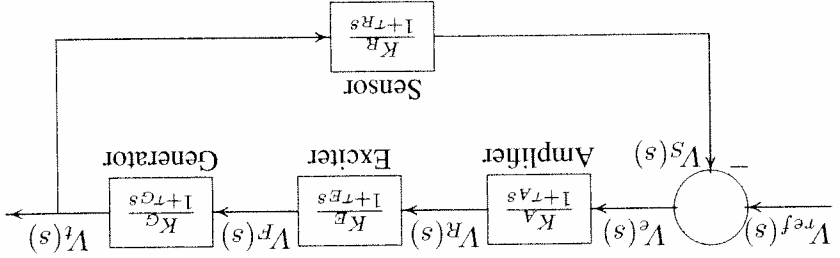 V_ref(s) V_e(s) K_A/(1+τ_A s) V_R(s) K_E/(1+τ_E s) V_F(s) K_G/(1+τ_G s) V_t(s)
− V_S(s) Amplifier Exciter Generator
Sensor
K_R/(1+τ_R s)